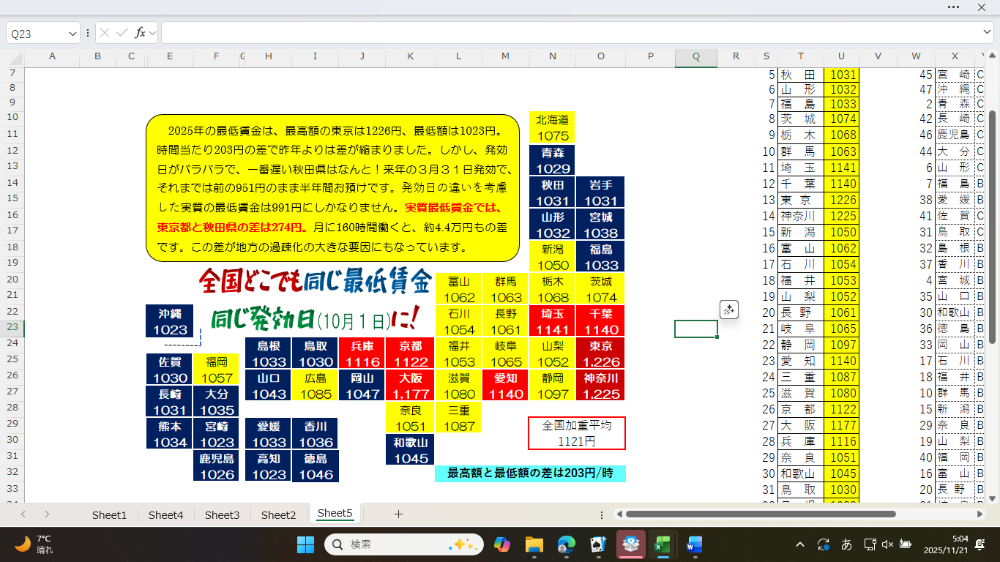 Q23
fx
A B C E F G H I J K L M N O P Q R S T U V W X Y
7 5 秋 田 1031 45 宮 崎 C
8 6 山 形 1032 47 沖 縄 C
9 7 福 島 1033 2 青 森 C
10 8 茨 城 1074 42 長 崎 C
11 9 栃 木 1068 46 鹿児島 C
12 10 群 馬 1063 44 大 分 C
13 11 埼 玉 1141 6 山 形 C
14 12 千 葉 1140 7 福 島 B
15 13 東 京 1226 38 愛 媛 B
16 14 神奈川 1225 41 佐 賀 C
17 15 新 潟 1050 31 鳥 取 C
18 16 富 山 1062 32 島 根 B
19 17 石 川 1054 37 香 川 B
20 18 福 井 1053 4 宮 城 B
21 19 山 梨 1052 35 山 口 B
22 20 長 野 1061 30 和歌山 B
23 21 岐 阜 1065 36 徳 島 B
24 22 静 岡 1097 33 岡 山 B
25 23 愛 知 1140 17 石 川 B
26 24 三 重 1087 18 福 井 B
27 25 滋 賀 1080 10 群 馬 B
28 26 京 都 1122 15 新 潟 B
29 27 大 阪 1177 29 奈 良 B
30 28 兵 庫 1116 19 山 梨 B
31 29 奈 良 1051 40 福 岡 B
32 30 和歌山 1045 16 富 山 B
33 31 鳥 取 1030 20 長 野 B
2025年の最低賃金は、最高額の東京は1226円、最低額は1023円。
時間当たり203円の差で昨年よりは差が縮まりました。しかし、発効
日がバラバラで、一番遅い秋田県はなんと！来年の３月３１日発効で、
それまでは前の951円のまま半年間お預けです。発効日の違いを考慮
した実質の最低賃金は991円にしかなりません。実質最低賃金では、
東京都と秋田県の差は274円。月に160時間働くと、約4.4万円もの差
です。この差が地方の過疎化の大きな要因にもなっています。
全国どこでも同じ最低賃金を
同じ発効日(10月１日)に!
北海道
1075
青森
1029
秋田 岩手
1031 1031
山形 宮城
1032 1038
新潟 福島
1050 1033
富山 群馬 栃木 茨城
1062 1063 1068 1074
沖縄 石川 長野 埼玉 千葉
1023 1054 1061 1141 1140
島根 鳥取 兵庫 京都 福井 岐阜 山梨 東京
1033 1030 1116 1122 1053 1065 1052 1,226
佐賀 福岡 山口 広島 岡山 大阪 滋賀 愛知 静岡 神奈川
1030 1057 1043 1085 1047 1,177 1080 1140 1097 1,225
長崎 大分 奈良 三重
1031 1035 1051 1087
熊本 宮崎 愛媛 香川 和歌山
1034 1023 1033 1036 1045
鹿児島 高知 徳島
1026 1023 1046
全国加重平均
1121円
最高額と最低額の差は203円/時
Sheet1 Sheet4 Sheet3 Sheet2 Sheet5
7°C
晴れ
検索
あ
5:04
2025/11/21